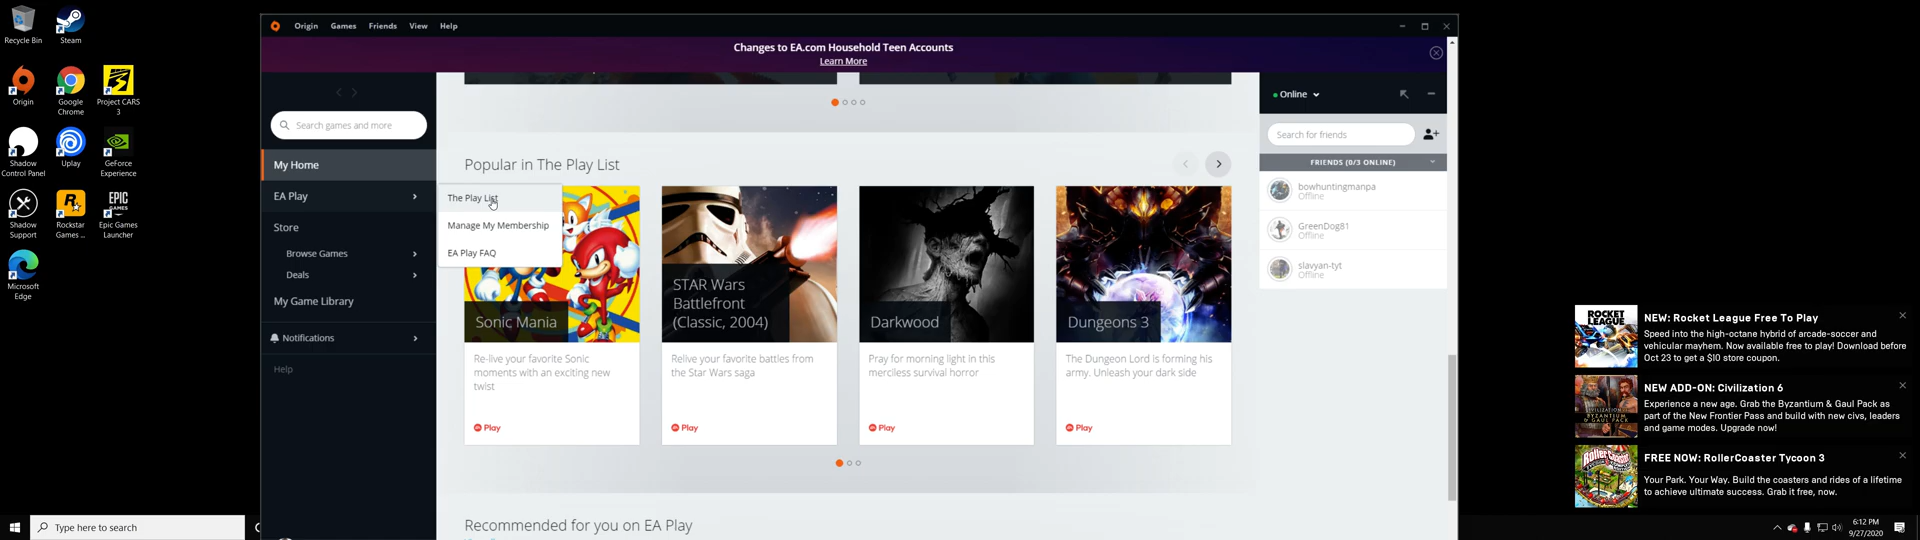 Recycle Bin
Steam
Origin
Google
Chrome
Project CARS
3
Shadow
Control Panel
Uplay
GeForce
Experience
Shadow
Support
Rockstar
Games ...
EPIC
GAMES
Epic Games
Launcher
Microsoft
Edge
Type here to search
Origin Games Friends View Help
Changes to EA.com Household Teen Accounts
Learn More
Search games and more
My Home
EA Play
Store
Browse Games
Deals
My Game Library
Notifications
Help
The Play List
Manage My Membership
EA Play FAQ
Popular in The Play List
Sonic Mania
Re-live your favorite Sonic
moments with an exciting new
twist
Play
STAR Wars
Battlefront
(Classic, 2004)
Relive your favorite battles from
the Star Wars saga
Play
Darkwood
Pray for morning light in this
merciless survival horror
Play
Dungeons 3
The Dungeon Lord is forming his
army. Unleash your dark side
Play
Recommended for you on EA Play
Online
Search for friends
FRIENDS (0/3 ONLINE)
bowhuntingmanpa
Offline
GreenDog81
Offline
slavyan-tyt
Offline
ROCKET
LEAGUE
NEW: Rocket League Free To Play
Speed into the high-octane hybrid of arcade-soccer and
vehicular mayhem. Now available free to play! Download before
Oct 23 to get a $10 store coupon.
NEW ADD-ON: Civilization 6
Experience a new age. Grab the Byzantium & Gaul Pack as
part of the New Frontier Pass and build with new civs, leaders
and game modes. Upgrade now!
FREE NOW: RollerCoaster Tycoon 3
Your Park. Your Way. Build the coasters and rides of a lifetime
to achieve ultimate success. Grab it free, now.
6:12 PM
9/27/2020